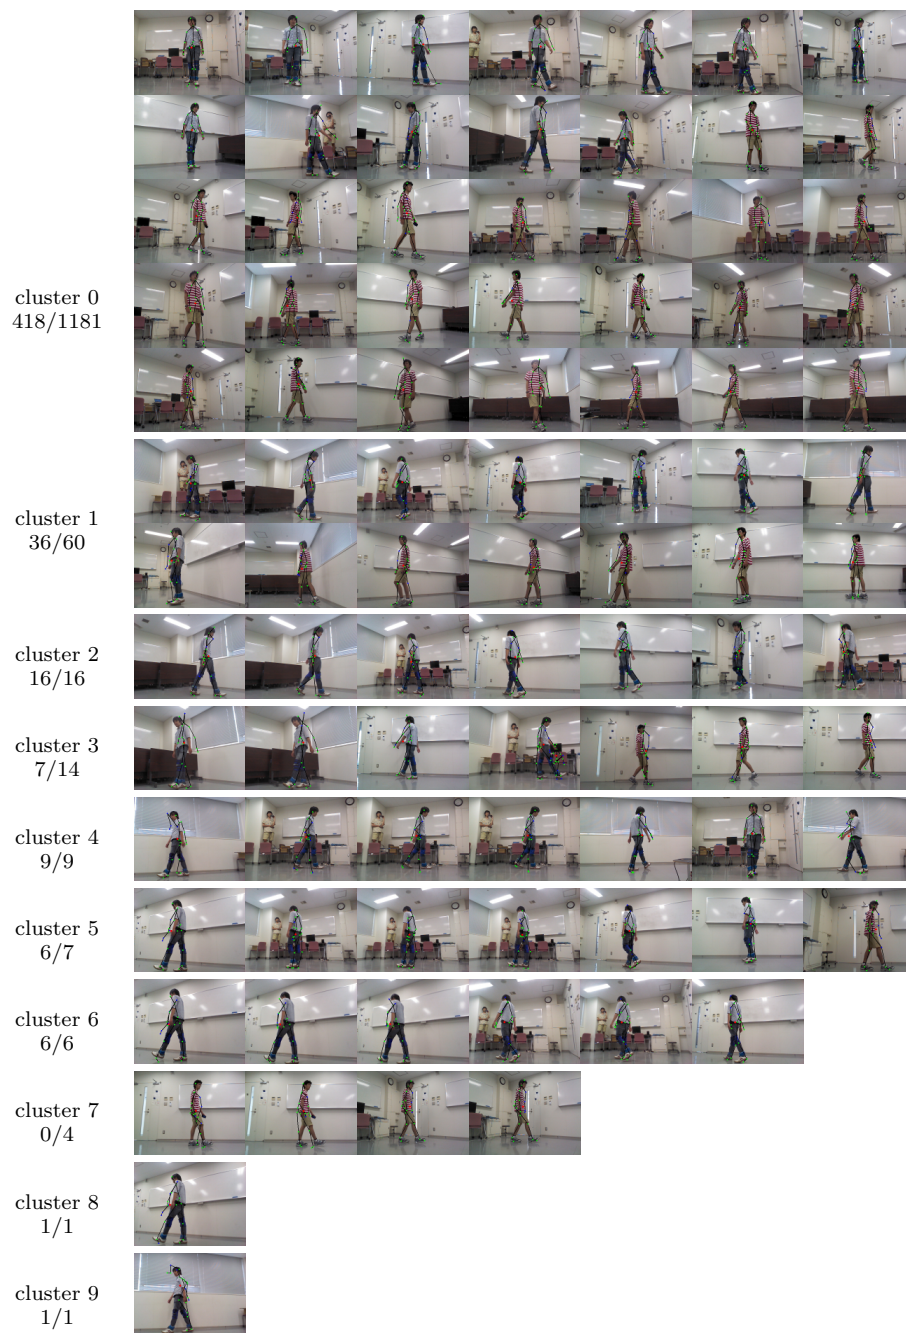 cluster 0
418/1181
cluster 1
36/60
cluster 2
16/16
cluster 3
7/14
cluster 4
9/9
cluster 5
6/7
cluster 6
6/6
cluster 7
0/4
cluster 8
1/1
cluster 9
1/1